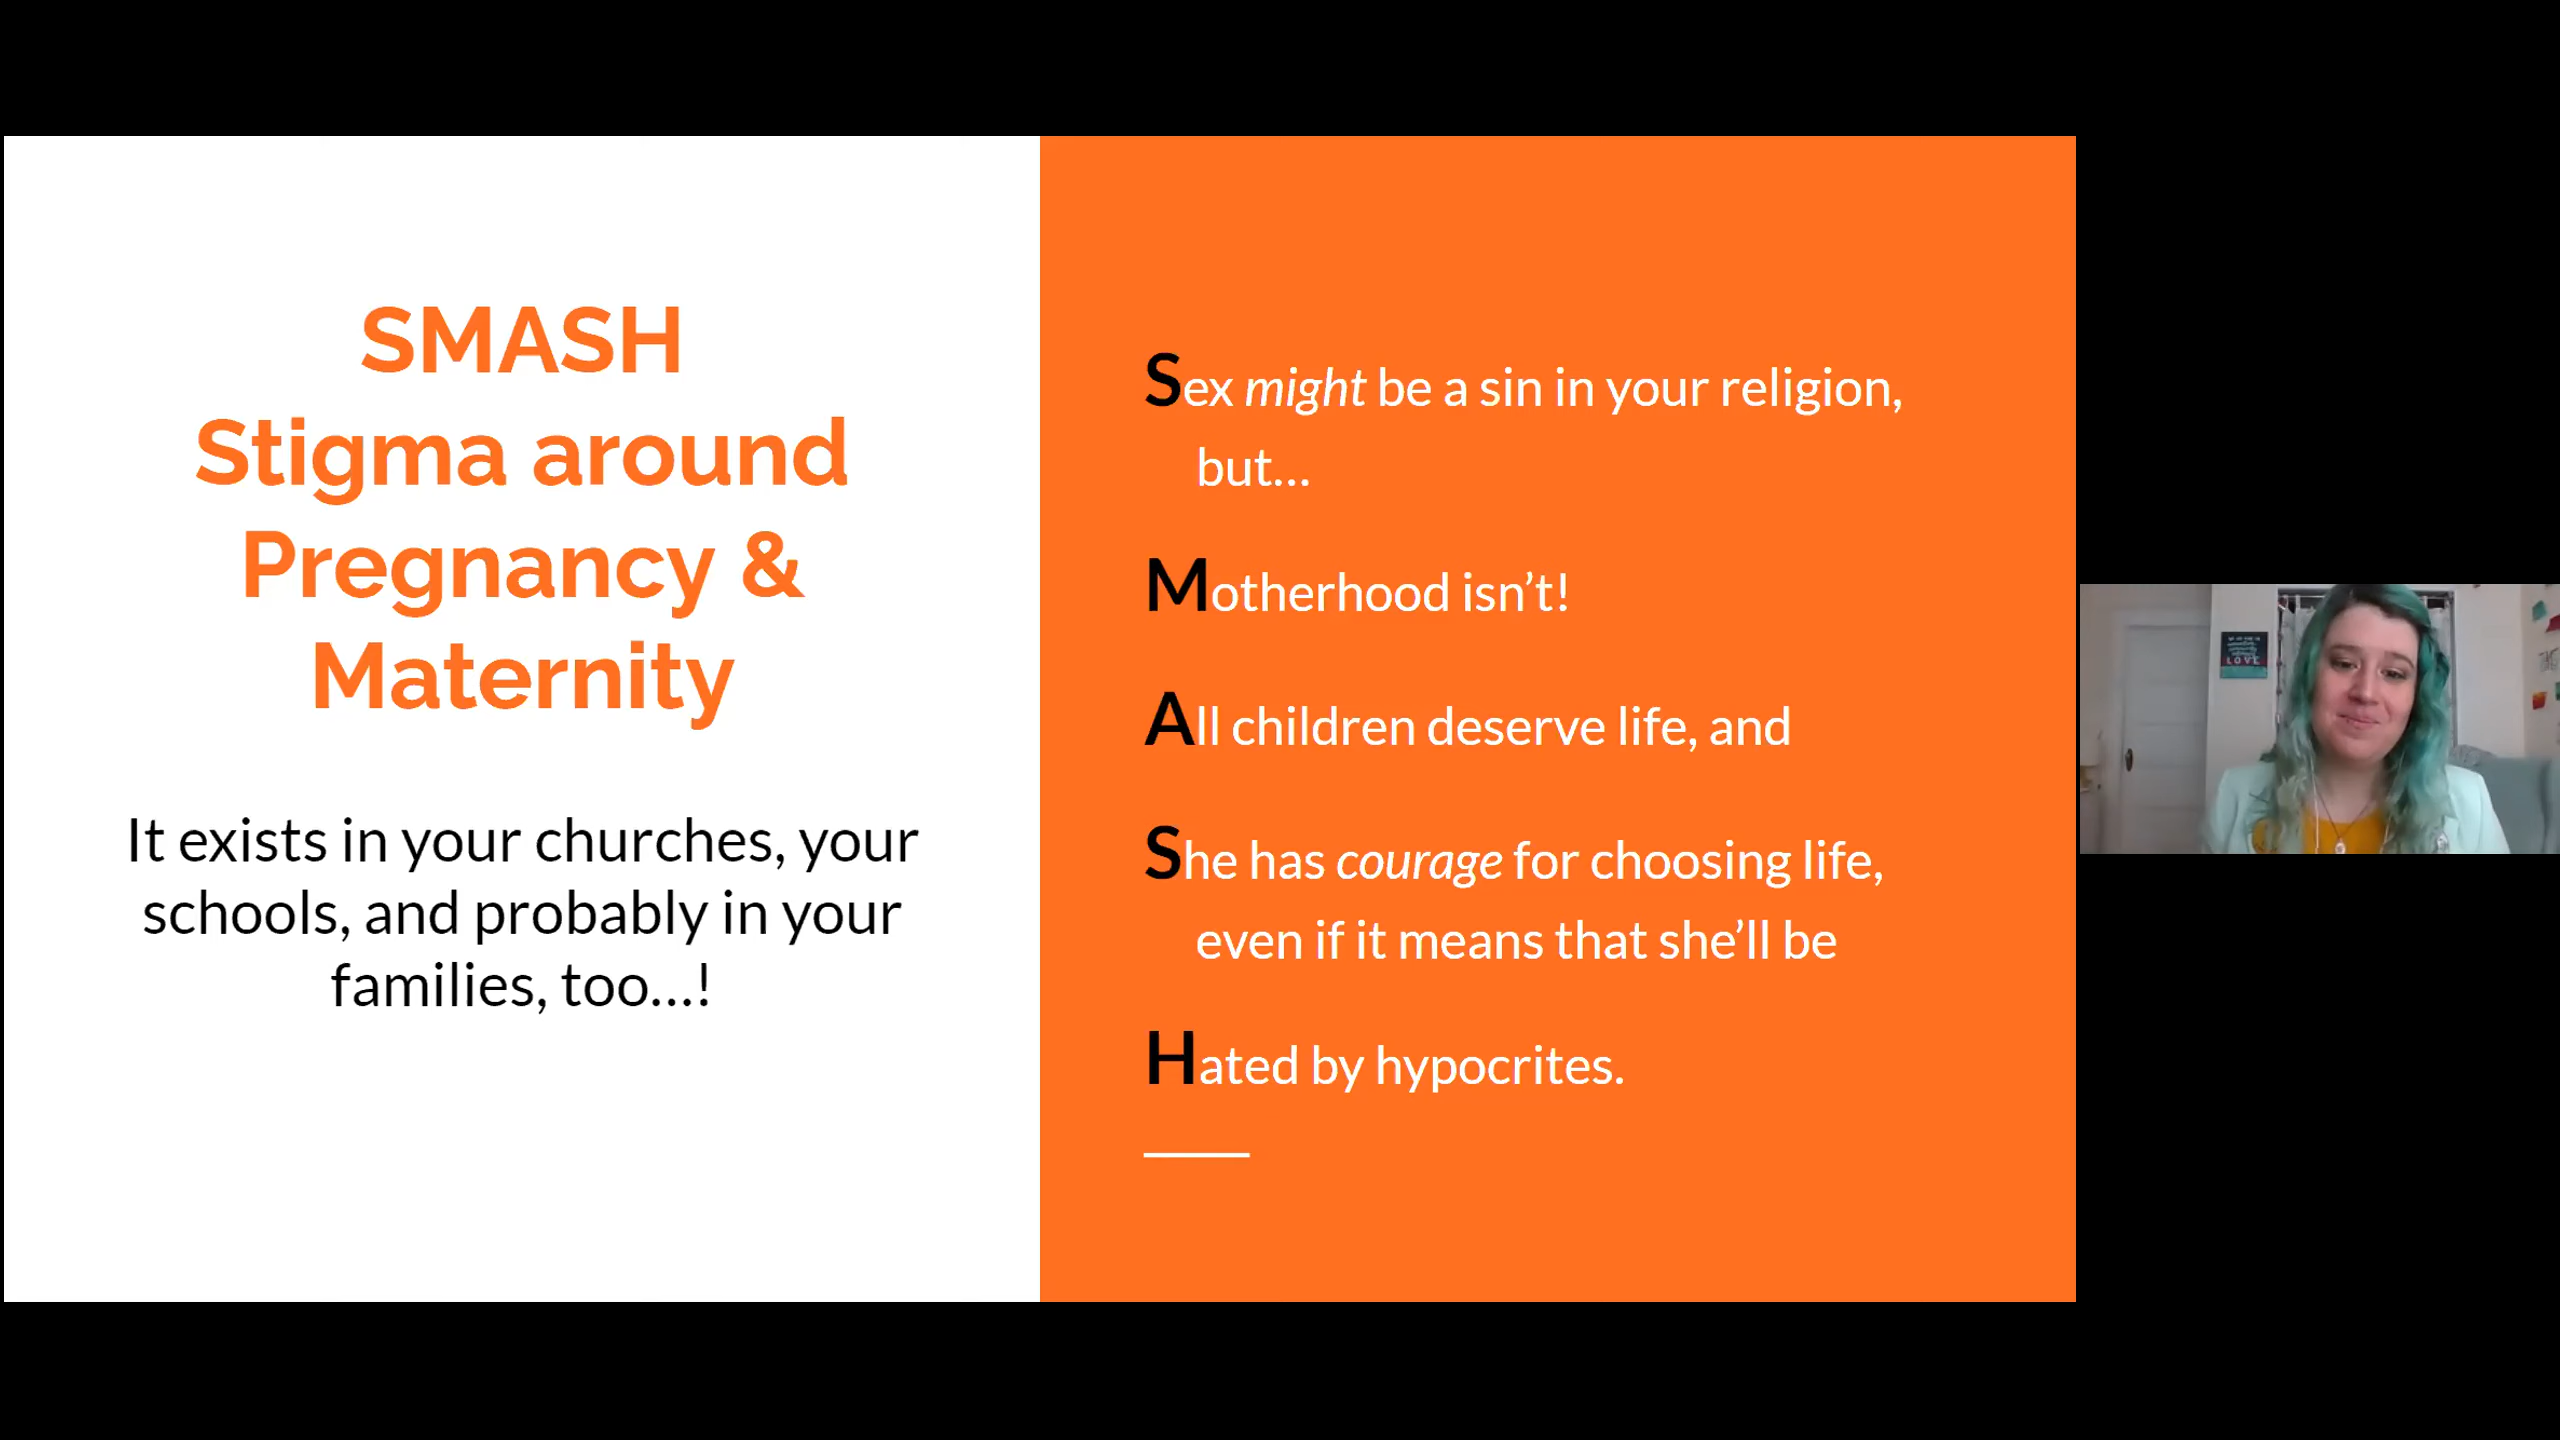 SMASH
Stigma around
Pregnancy &
Maternity
It exists in your churches, your
schools, and probably in your
families, too...!
Sex might be a sin in your religion,
but...
Motherhood isn't!
All children deserve life, and
She has courage for choosing life,
even if it means that she'll be
Hated by hypocrites.
LOVE